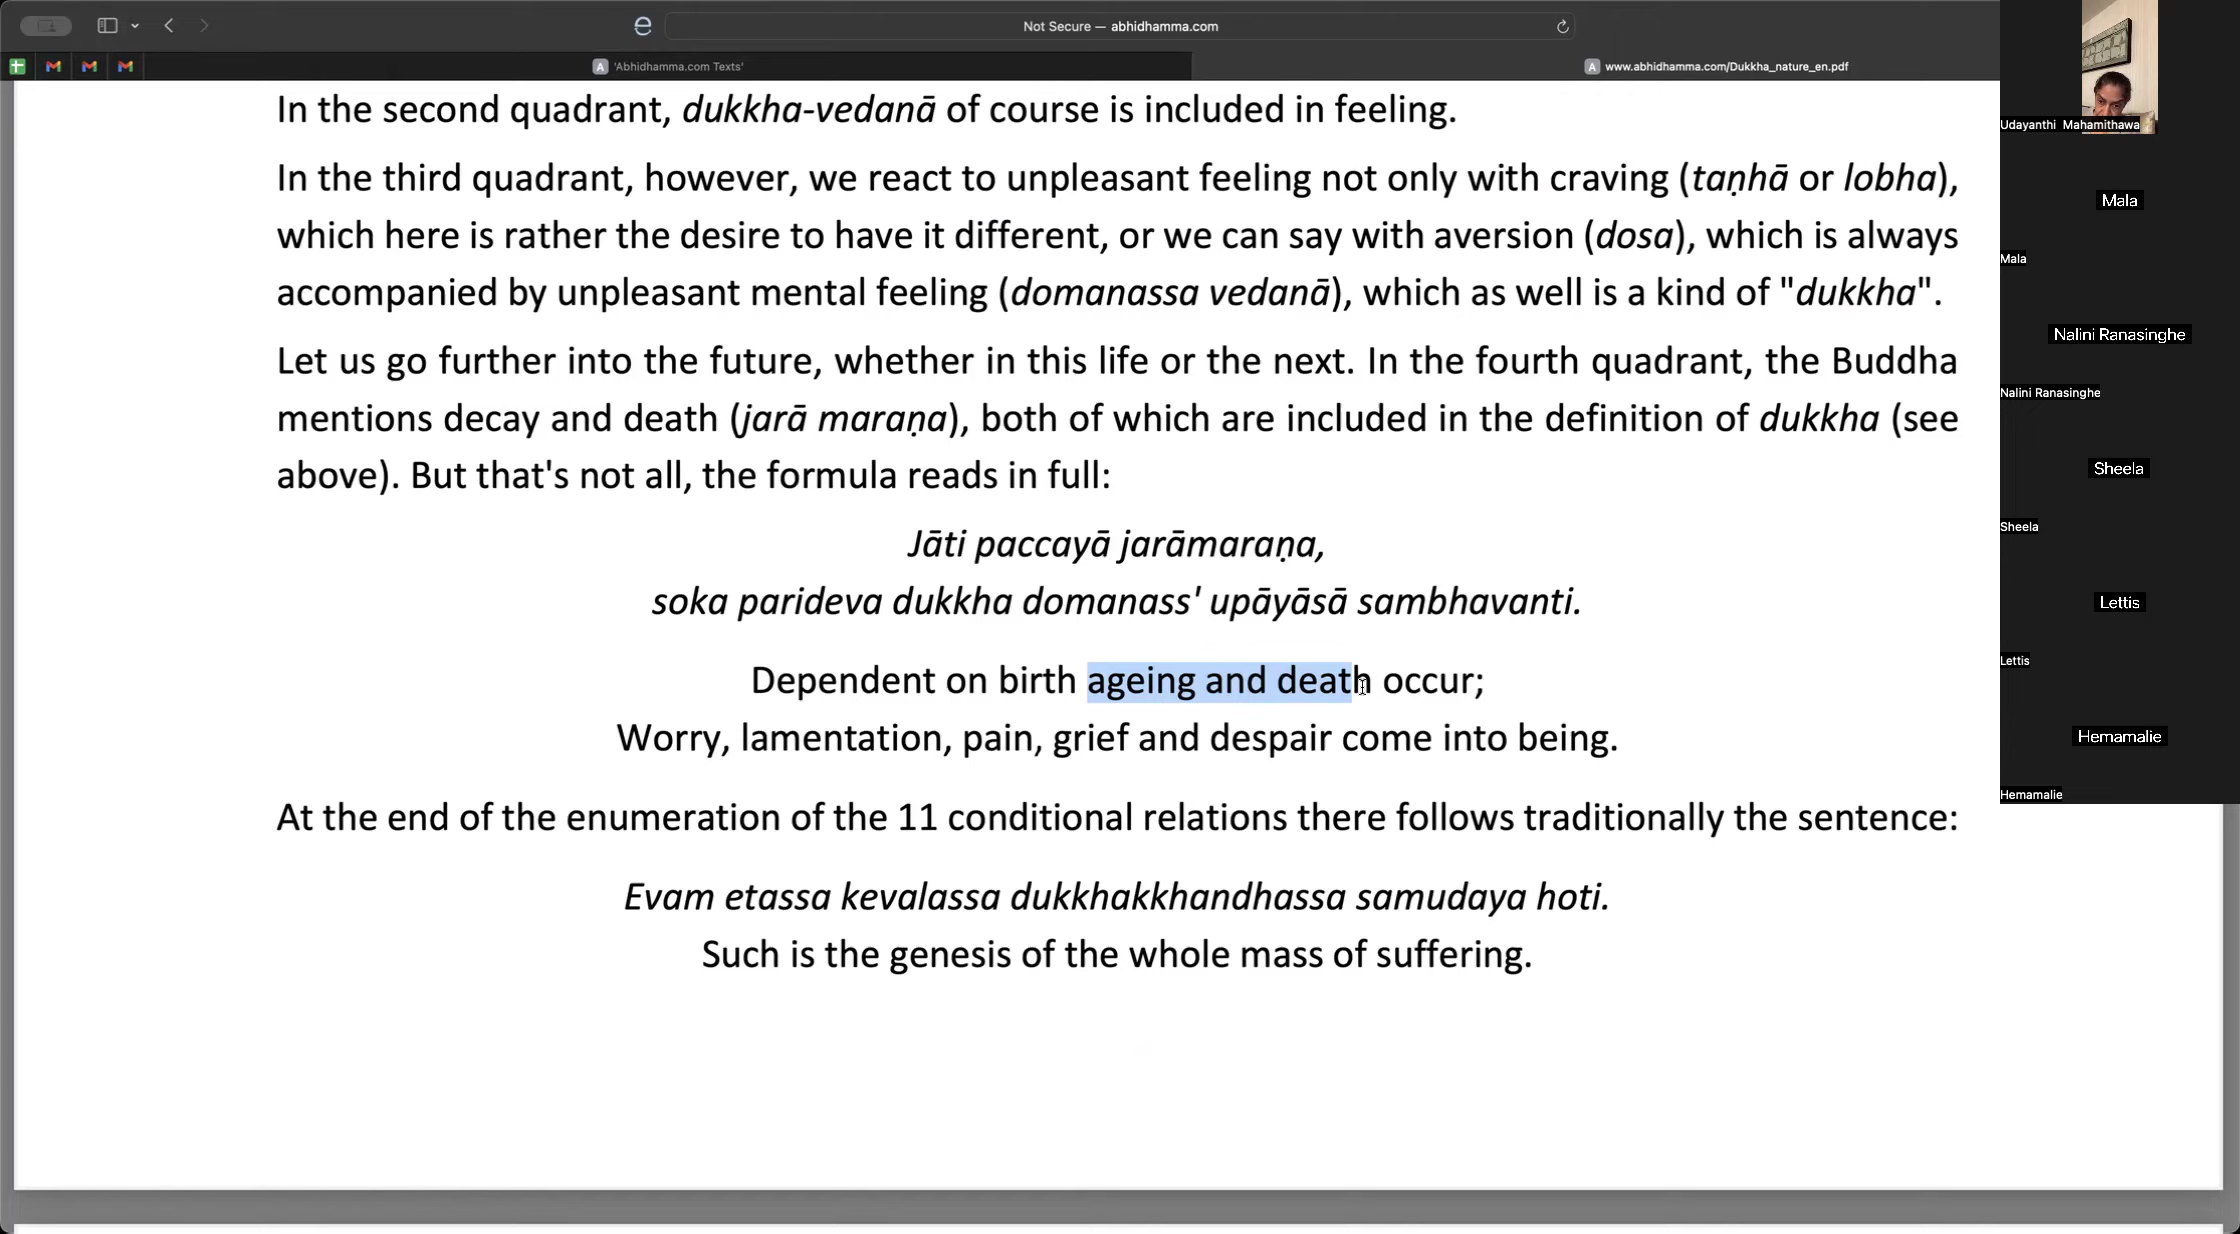 Not Secure — abhidhamma.com
'Abhidhamma.com Texts'
www.abhidhamma.com/Dukkha_nature_en.pdf
In the second quadrant, dukkha-vedanā of course is included in feeling.
In the third quadrant, however, we react to unpleasant feeling not only with craving (taṇhā or lobha),
which here is rather the desire to have it different, or we can say with aversion (dosa), which is always
accompanied by unpleasant mental feeling (domanassa vedanā), which as well is a kind of "dukkha".
Let us go further into the future, whether in this life or the next. In the fourth quadrant, the Buddha
mentions decay and death (jarā maraṇa), both of which are included in the definition of dukkha (see
above). But that's not all, the formula reads in full:
Jāti paccayā jarāmaraṇa,
soka parideva dukkha domanass' upāyāsā sambhavanti.
Dependent on birth ageing and death occur;
Worry, lamentation, pain, grief and despair come into being.
At the end of the enumeration of the 11 conditional relations there follows traditionally the sentence:
Evam etassa kevalassa dukkhakkhandhassa samudaya hoti.
Such is the genesis of the whole mass of suffering.
Udayanthi Mahamithawa
Mala
Mala
Nalini Ranasinghe
Nalini Ranasinghe
Sheela
Sheela
Lettis
Lettis
Hemamalie
Hemamalie